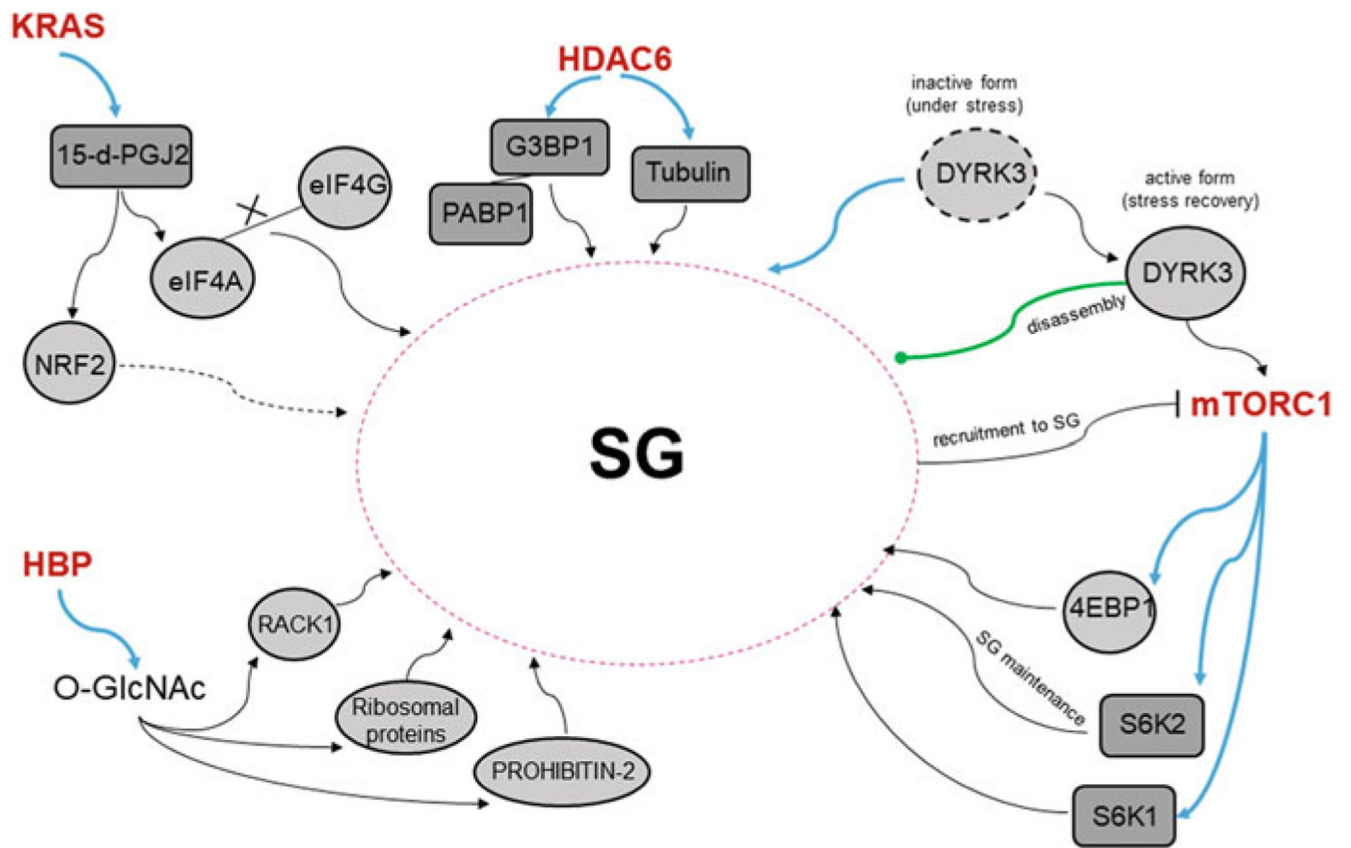 KRAS
15-d-PGJ2
eIF4G
eIF4A
NRF2
HDAC6
G3BP1
PABP1
Tubulin
inactive form
(under stress)
DYRK3
active form
(stress recovery)
DYRK3
disassembly
mTORC1
recruitment to SG
SG
HBP
O-GlcNAc
RACK1
Ribosomal
proteins
PROHIBITIN-2
4EBP1
SG maintenance
S6K2
S6K1